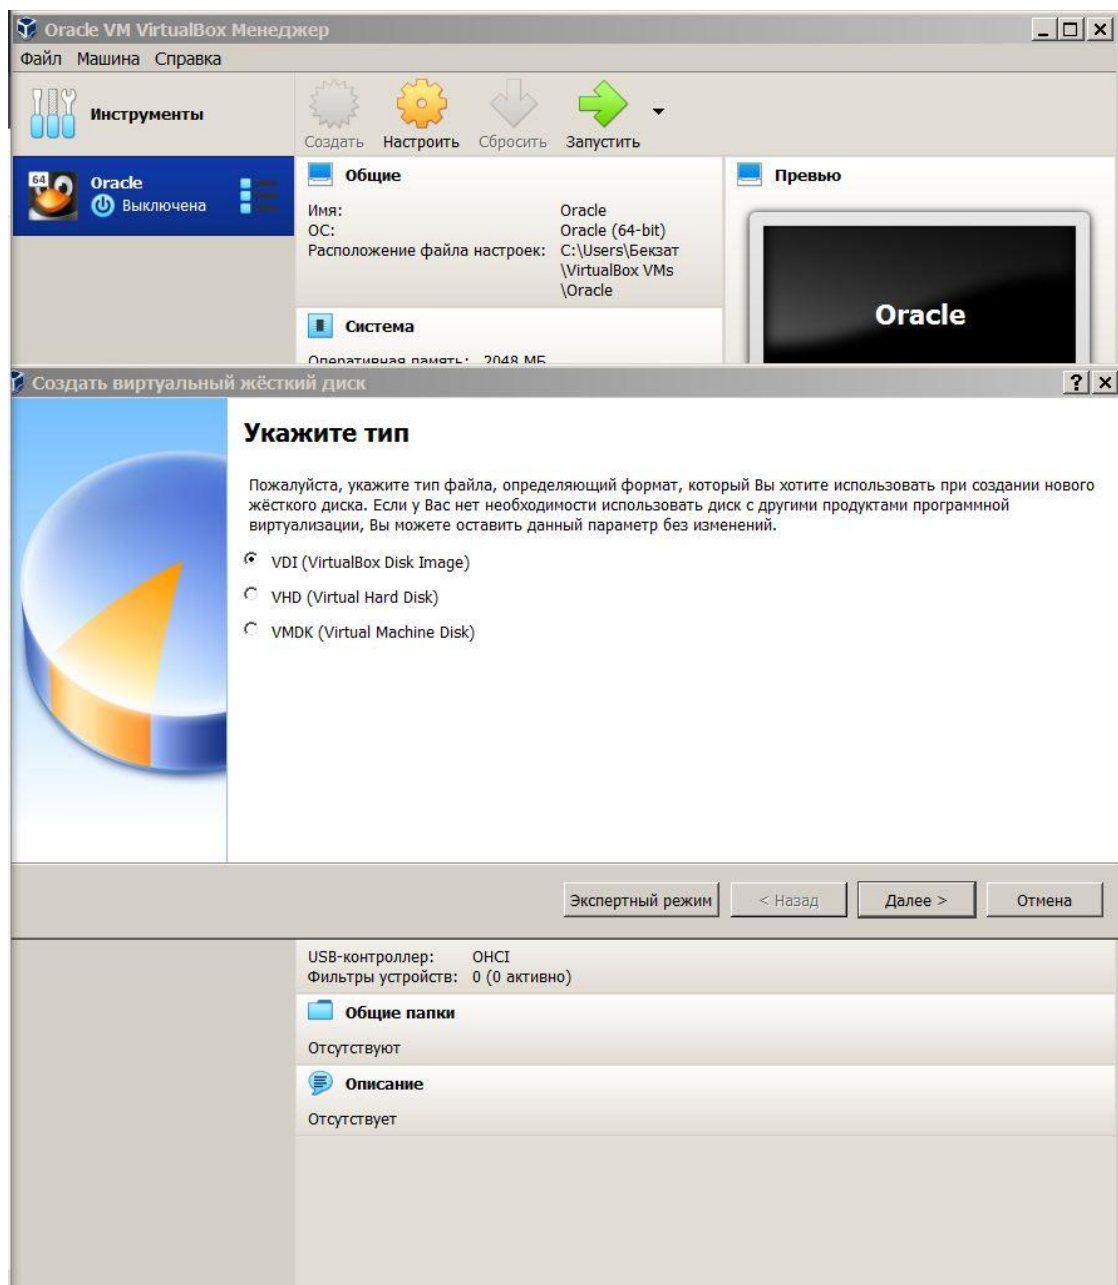 Oracle VM VirtualBox Менеджер
Файл Машина Справка
Инструменты
Создать Настроить Сбросить Запустить
64
Oracle
Выключена
Общие
Имя: Oracle
ОС: Oracle (64-bit)
Расположение файла настроек: C:\Users\Бекзат
\VirtualBox VMs
\Oracle
Превью
Oracle
Система
Оперативная память: 2048 МБ
Создать виртуальный жёсткий диск
Укажите тип
Пожалуйста, укажите тип файла, определяющий формат, который Вы хотите использовать при создании нового
жёсткого диска. Если у Вас нет необходимости использовать диск с другими продуктами программной
виртуализации, Вы можете оставить данный параметр без изменений.
VDI (VirtualBox Disk Image)
VHD (Virtual Hard Disk)
VMDK (Virtual Machine Disk)
Экспертный режим < Назад Далее > Отмена
USB-контроллер: OHCI
Фильтры устройств: 0 (0 активно)
Общие папки
Отсутствуют
Описание
Отсутствует